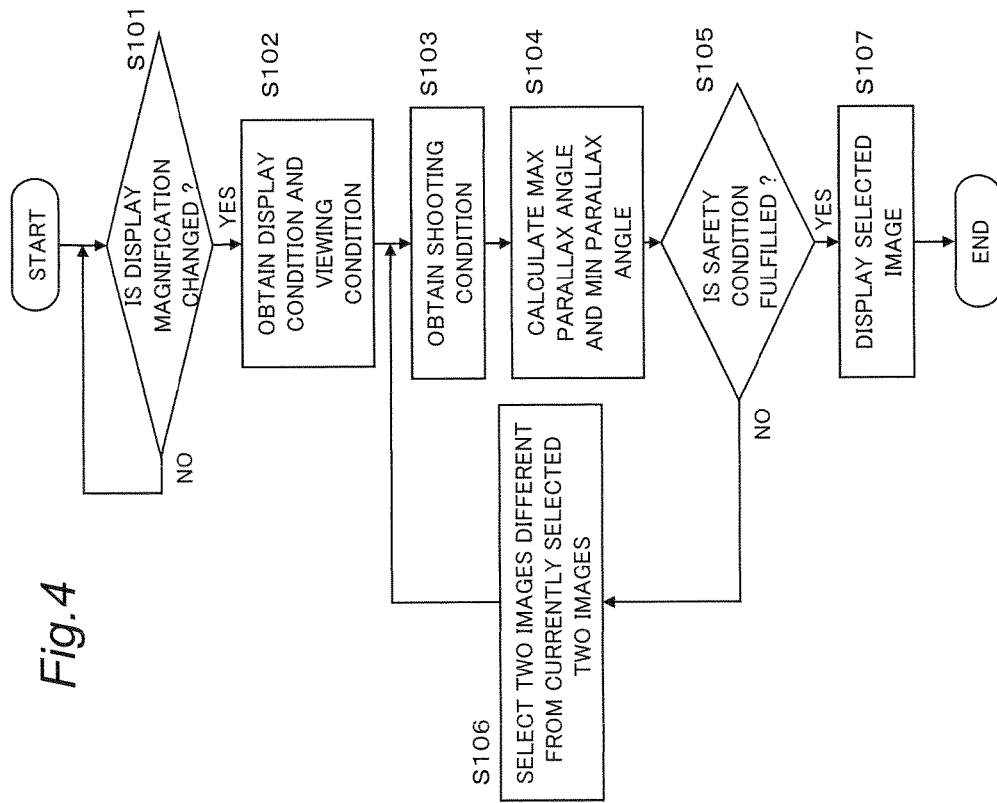 Fig.4
START
S101
IS DISPLAY
MAGNIFICATION
CHANGED ?
NO
YES
S102
OBTAIN DISPLAY
CONDITION AND
VIEWING
CONDITION
S103
OBTAIN SHOOTING
CONDITION
S104
CALCULATE MAX
PARALLAX ANGLE
AND MIN PARALLAX
ANGLE
S105
IS SAFETY
CONDITION
FULFILLED ?
NO
YES
S106
SELECT TWO IMAGES DIFFERENT
FROM CURRENTLY SELECTED
TWO IMAGES
S107
DISPLAY SELECTED
IMAGE
END